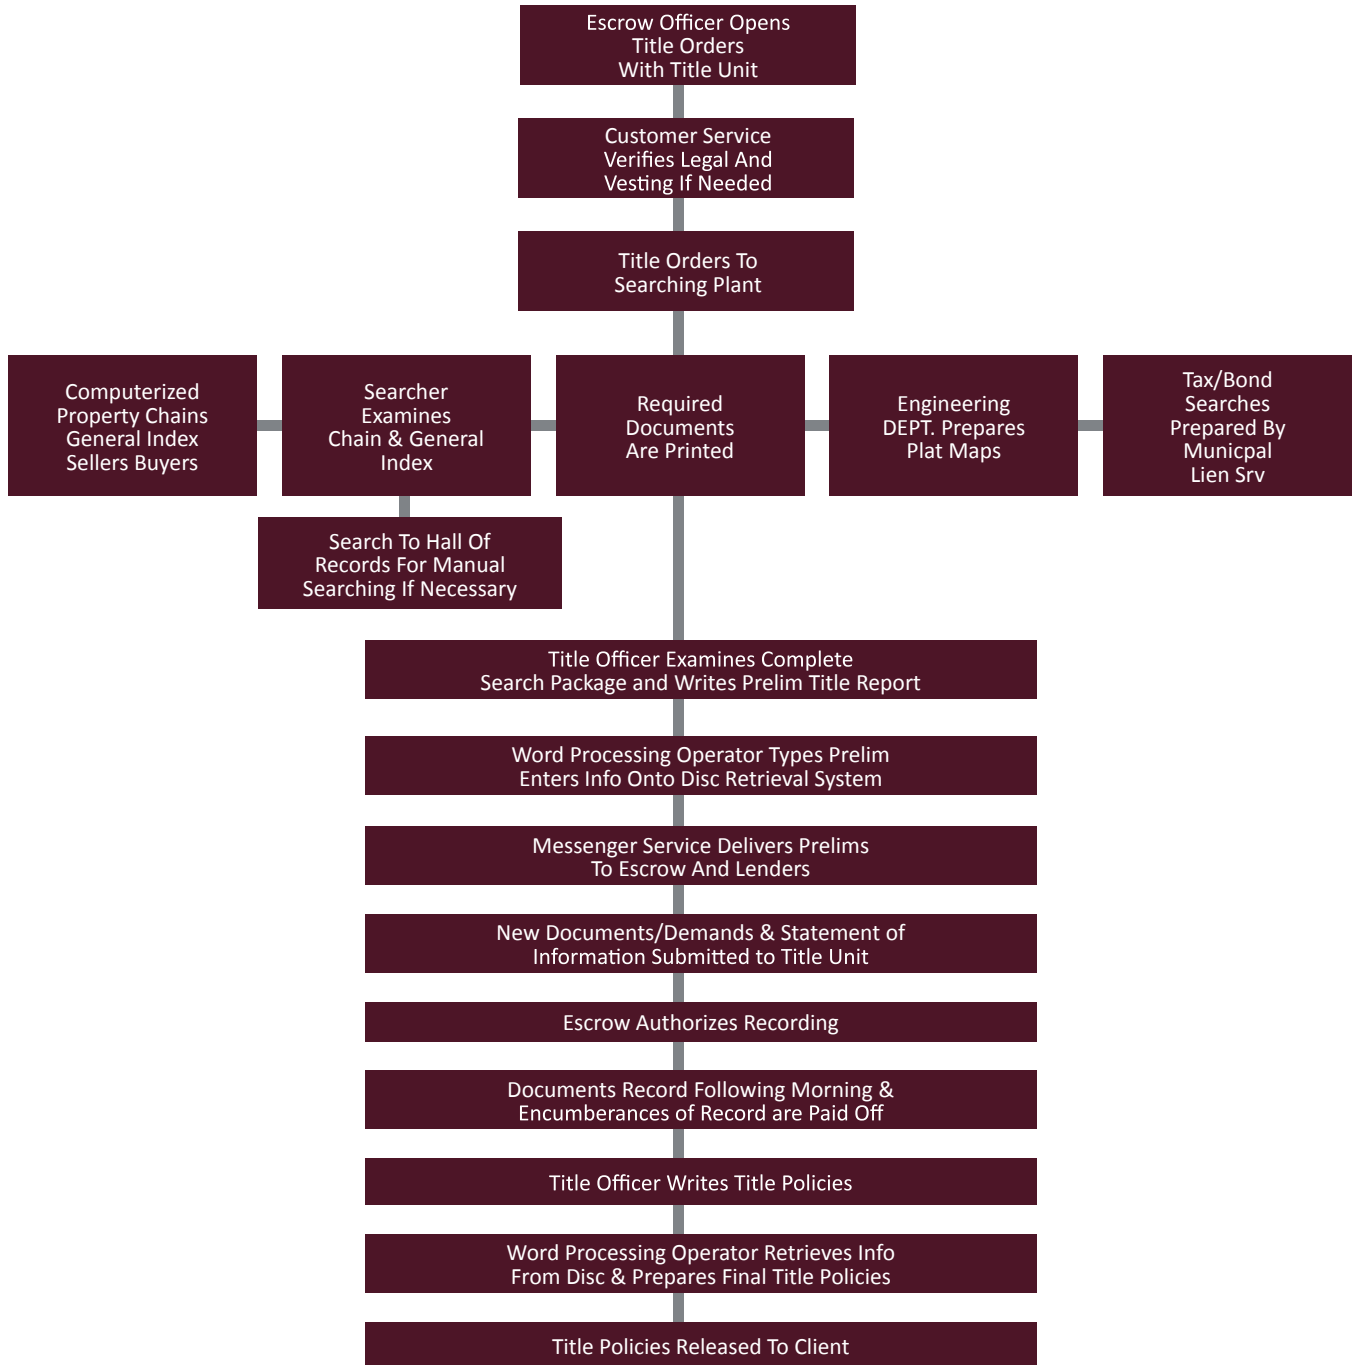 Escrow Officer Opens
Title Orders
With Title Unit
Customer Service
Verifies Legal And
Vesting If Needed
Title Orders To
Searching Plant
Computerized
Property Chains
General Index
Sellers Buyers
Searcher
Examines
Chain & General
Index
Required
Documents
Are Printed
Engineering
DEPT. Prepares
Plat Maps
Tax/Bond
Searches
Prepared By
Municpal
Lien Srv
Search To Hall Of
Records For Manual
Searching If Necessary
Title Officer Examines Complete
Search Package and Writes Prelim Title Report
Word Processing Operator Types Prelim
Enters Info Onto Disc Retrieval System
Messenger Service Delivers Prelims
To Escrow And Lenders
New Documents/Demands & Statement of
Information Submitted to Title Unit
Escrow Authorizes Recording
Documents Record Following Morning &
Encumberances of Record are Paid Off
Title Officer Writes Title Policies
Word Processing Operator Retrieves Info
From Disc & Prepares Final Title Policies
Title Policies Released To Client